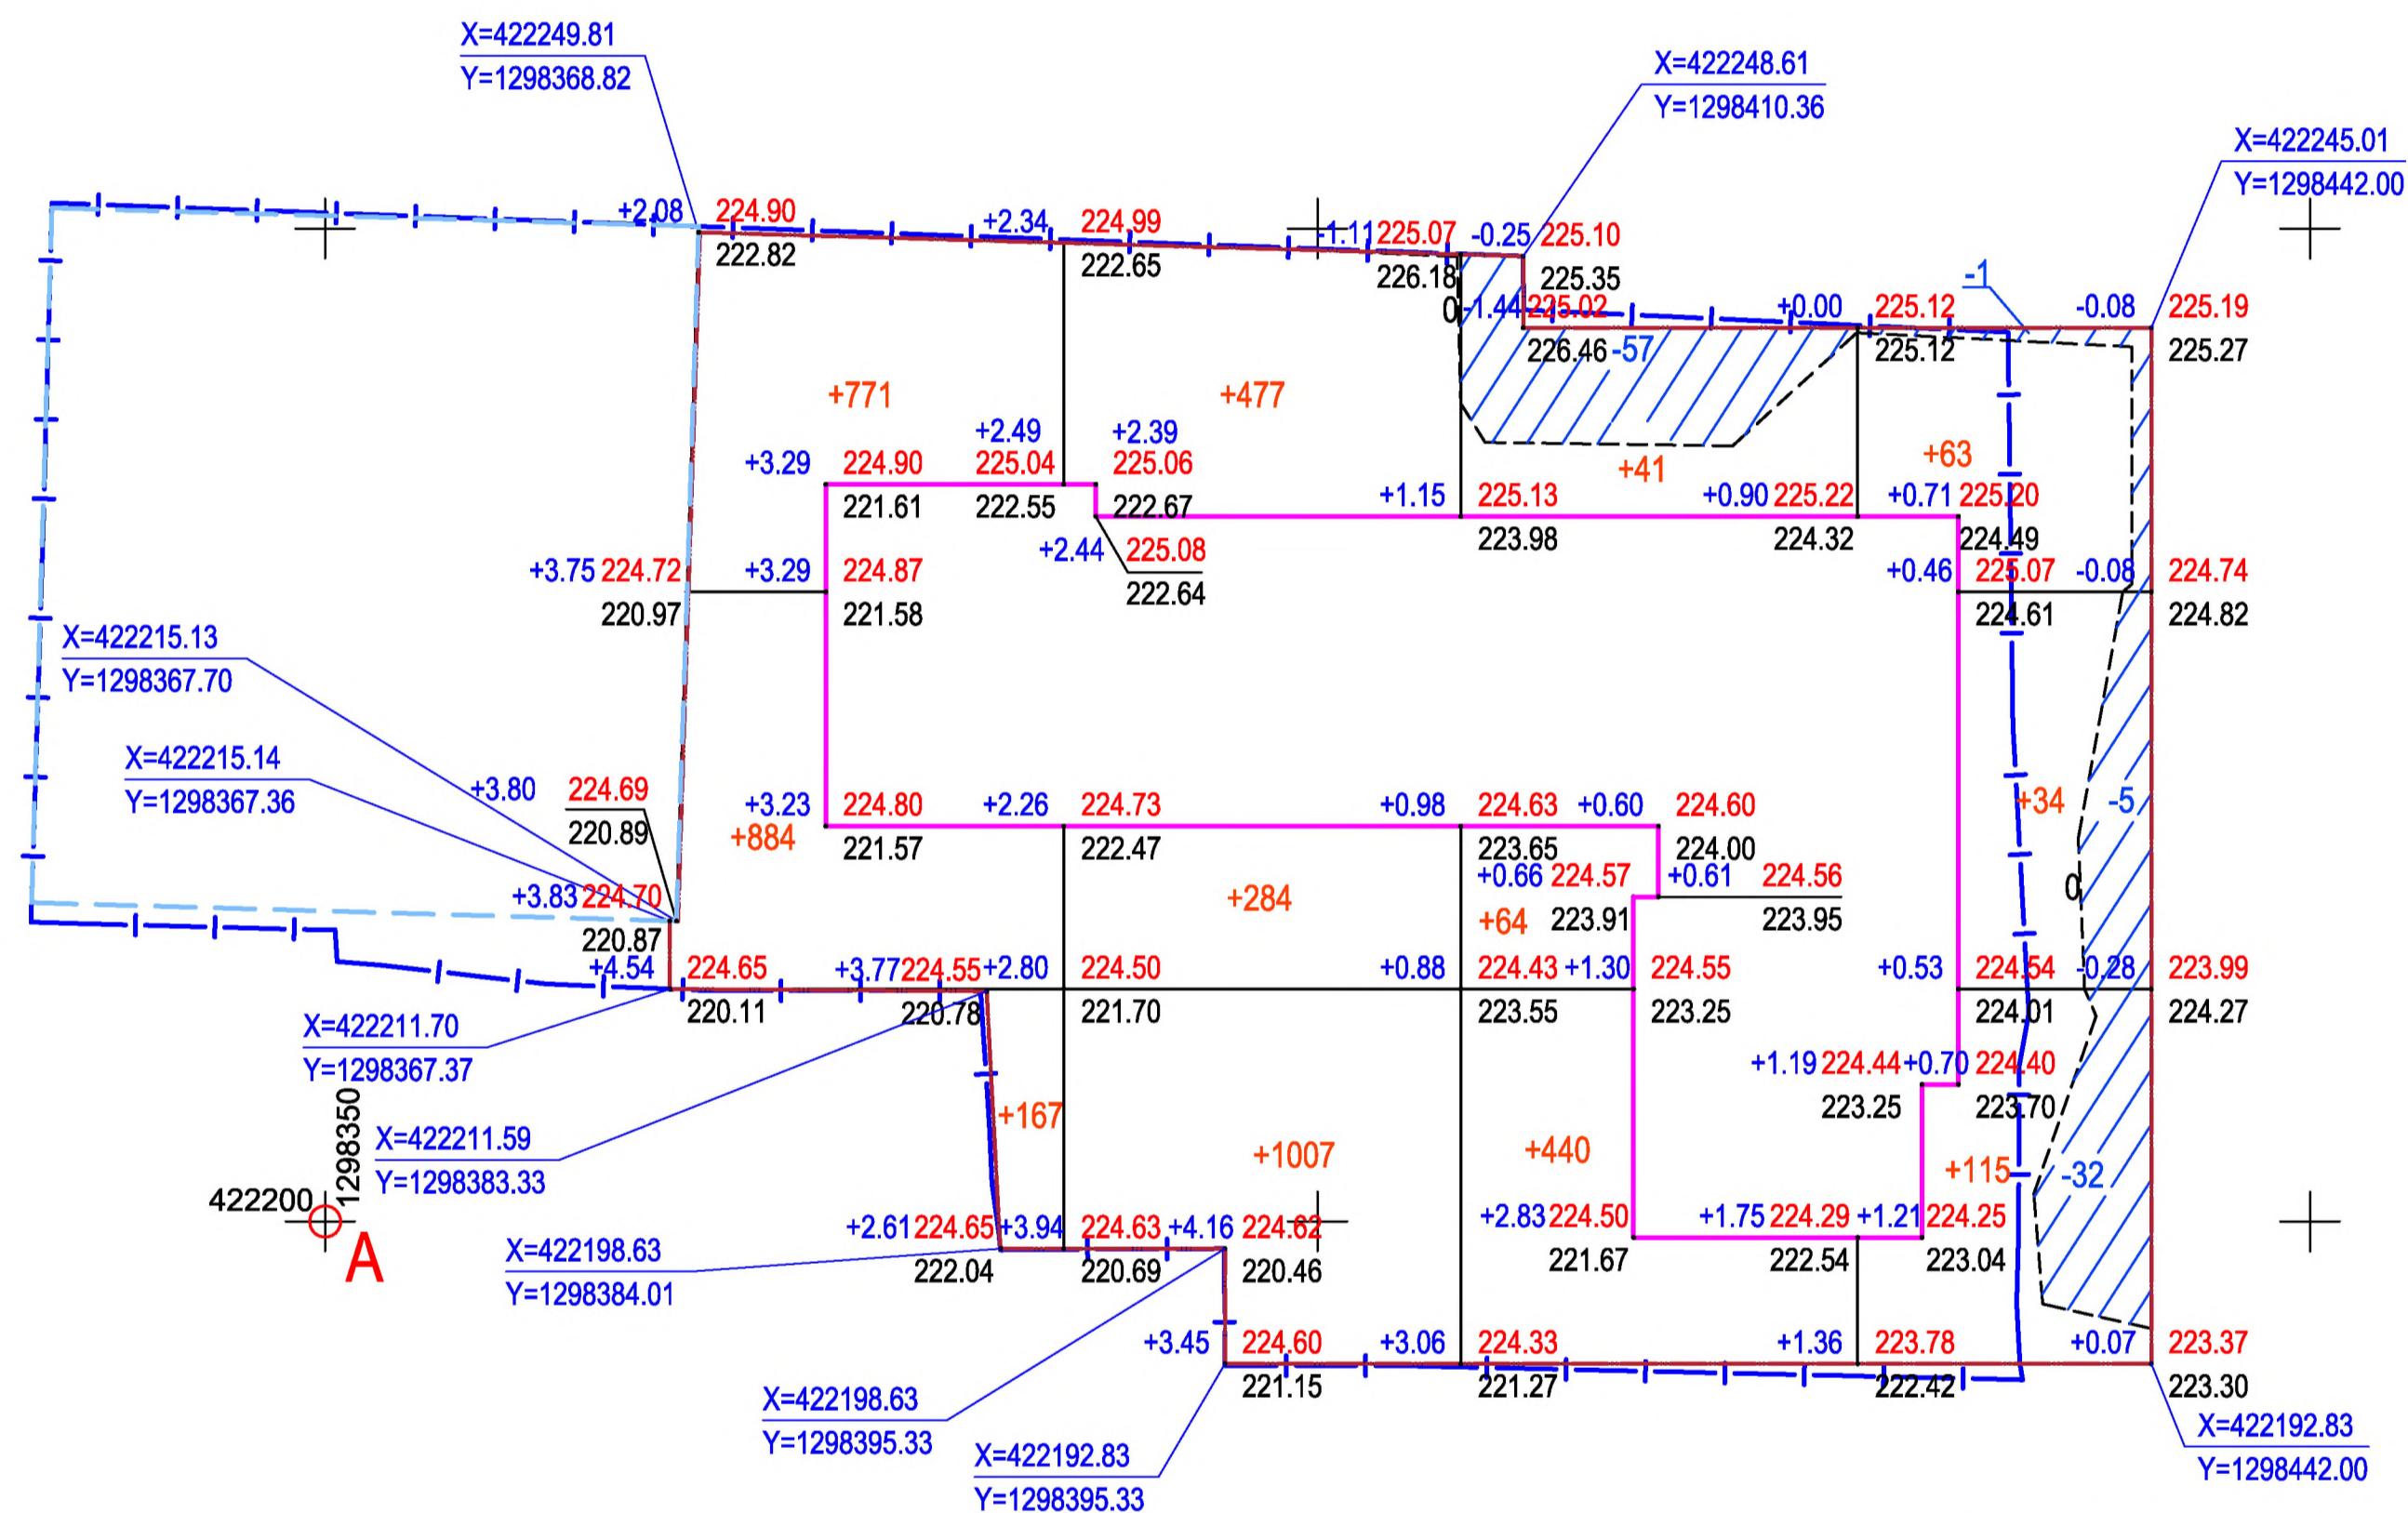 X=422249.81
Y=1298368.82
X=422248.61
Y=1298410.36
X=422245.01
Y=1298442.00
+2.08 224.90 +2.34 224.99 -1.11 225.07 -0.25 225.10
222.82 222.65 226.18 225.35
0 -1.44 225.02 +0.00 225.12 -1 -0.08 225.19
226.46 -57 225.12 225.27
+771 +477
+2.49 +2.39
+41 +63
+3.29 224.90 225.04 225.06
221.61 222.55 222.67
+1.15 225.13 +0.90 225.22 +0.71 225.20
223.98 224.32 224.49
+2.44 225.08
222.64
+3.75 224.72 +3.29 224.87 +0.46 225.07 -0.08 224.74
220.97 221.58 224.61 224.82
X=422215.13
Y=1298367.70
X=422215.14
Y=1298367.36
+3.80 224.69
220.89
+34 -5
+3.23 224.80 +2.26 224.73 +0.98 224.63 +0.60 224.60
+884 221.57 222.47 223.65 224.00
+0.66 224.57 +0.61 224.56
0
+3.83 224.70 +284 +64 223.91 223.95
220.87
+4.54 224.65 +3.77 224.55 +2.80 224.50 +0.88 224.43 +1.30 224.55 +0.53 224.54 -0.28 223.99
220.11 220.78 221.70 223.55 223.25 224.01 224.27
X=422211.70
Y=1298367.37
+1.19 224.44 +0.70 224.40
223.25 223.70
1298350
X=422211.59
Y=1298383.33
+167 +1007 +440 +115 -32
422200
A
+2.61 224.65 +3.94 224.63 +4.16 224.62 +2.83 224.50 +1.75 224.29 +1.21 224.25
222.04 220.69 220.46 221.67 222.54 223.04
X=422198.63
Y=1298384.01
+3.45 224.60 +3.06 224.33 +1.36 223.78 +0.07 223.37
221.15 221.27 222.42 223.30
X=422198.63
Y=1298395.33
X=422192.83
Y=1298395.33
X=422192.83
Y=1298442.00